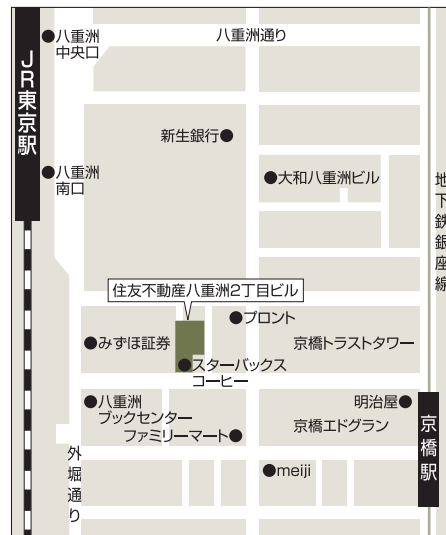 八重洲通り
八重洲
中央口
JR東京駅
新生銀行
八重洲
南口
大和八重洲ビル
地下鉄銀座線
住友不動産八重洲2丁目ビル
プロント
みずほ証券
京橋トラストタワー
スターバックス
コーヒー
八重洲
ブックセンター
明治屋
京橋エドグラン
ファミリーマート
京橋駅
外堀通り
meiji